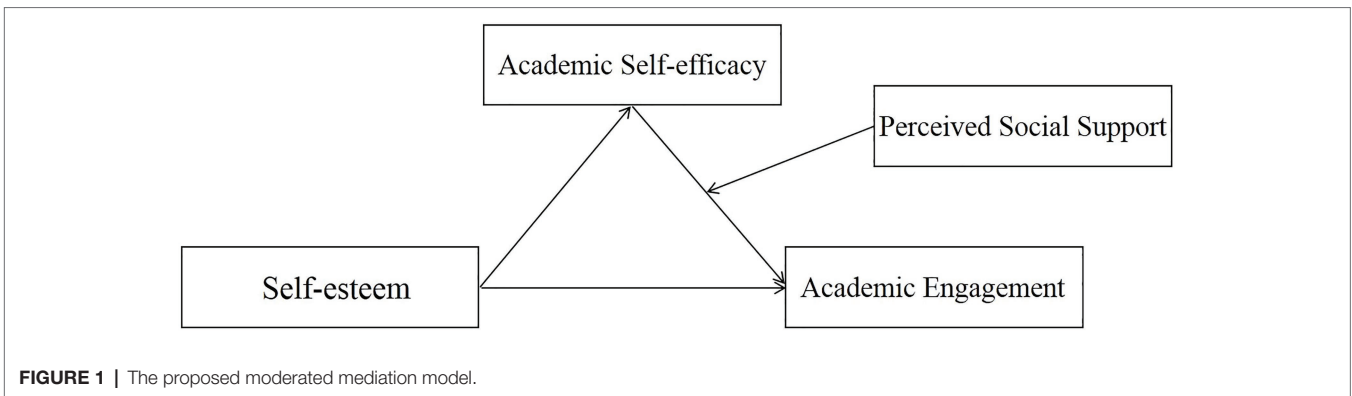 Academic Self-efficacy
Perceived Social Support
Self-esteem
Academic Engagement
FIGURE 1 | The proposed moderated mediation model.